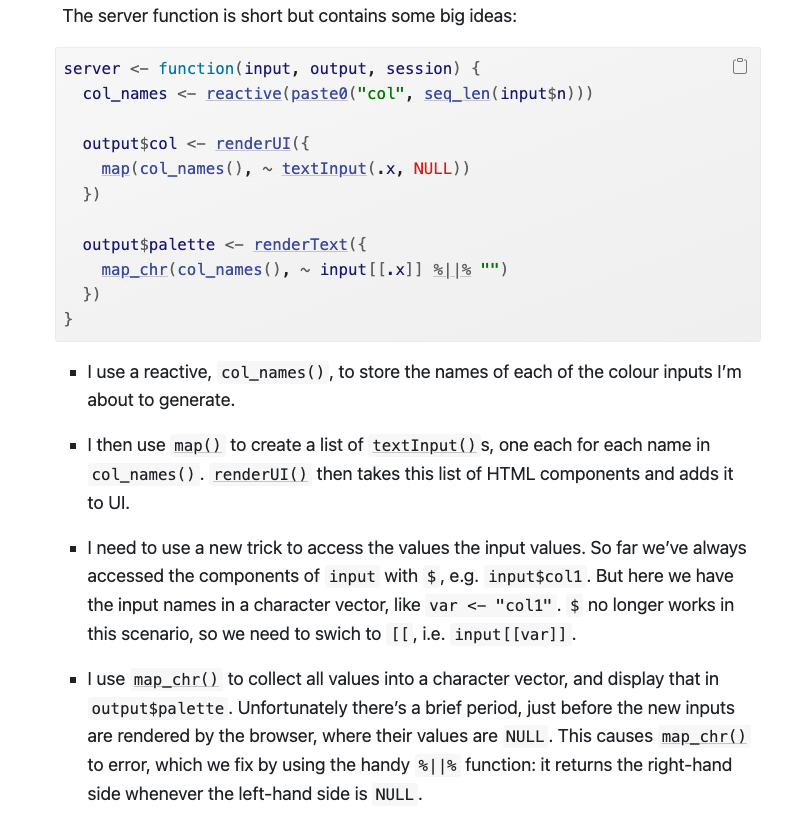 The server function is short but contains some big ideas:
server <- function(input, output, session) {
  col_names <- reactive(paste0("col", seq_len(input$n)))

  output$col <- renderUI({
    map(col_names(), ~ textInput(.x, NULL))
  })

  output$palette <- renderText({
    map_chr(col_names(), ~ input[[.x]] %||% "")
  })
}
▪ I use a reactive, col_names(), to store the names of each of the colour inputs I'm
about to generate.
▪ I then use map() to create a list of textInput() s, one each for each name in
col_names(). renderUI() then takes this list of HTML components and adds it
to UI.
▪ I need to use a new trick to access the values the input values. So far we've always
accessed the components of input with $, e.g. input$col1. But here we have
the input names in a character vector, like var <- "col1". $ no longer works in
this scenario, so we need to swich to [[, i.e. input[[var]].
▪ I use map_chr() to collect all values into a character vector, and display that in
output$palette. Unfortunately there's a brief period, just before the new inputs
are rendered by the browser, where their values are NULL. This causes map_chr()
to error, which we fix by using the handy %||% function: it returns the right-hand
side whenever the left-hand side is NULL.